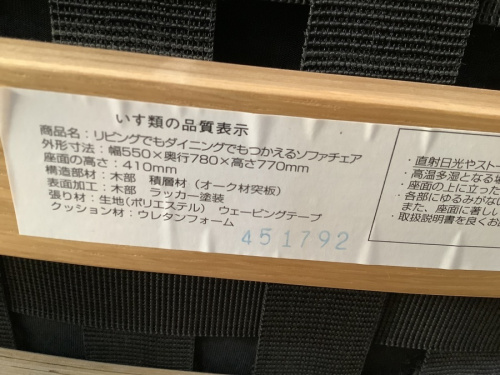 いす類の品質表示
商品名：リビングでもダイニングでもつかえるソファチェア
外形寸法：幅550×奥行780×高さ770mm
座面の高さ：410mm
構造部材：木部 積層材（オーク材突板）
表面加工：木部 ラッカー塗装
張り材：生地（ポリエステル） ウェービングテープ
クッション材：ウレタンフォーム
451792
・直射日光やスト
・高温多湿となる場
・座面の上に立った
・各部にゆるみがな
また、座面に著し
・取扱説明書を良くお